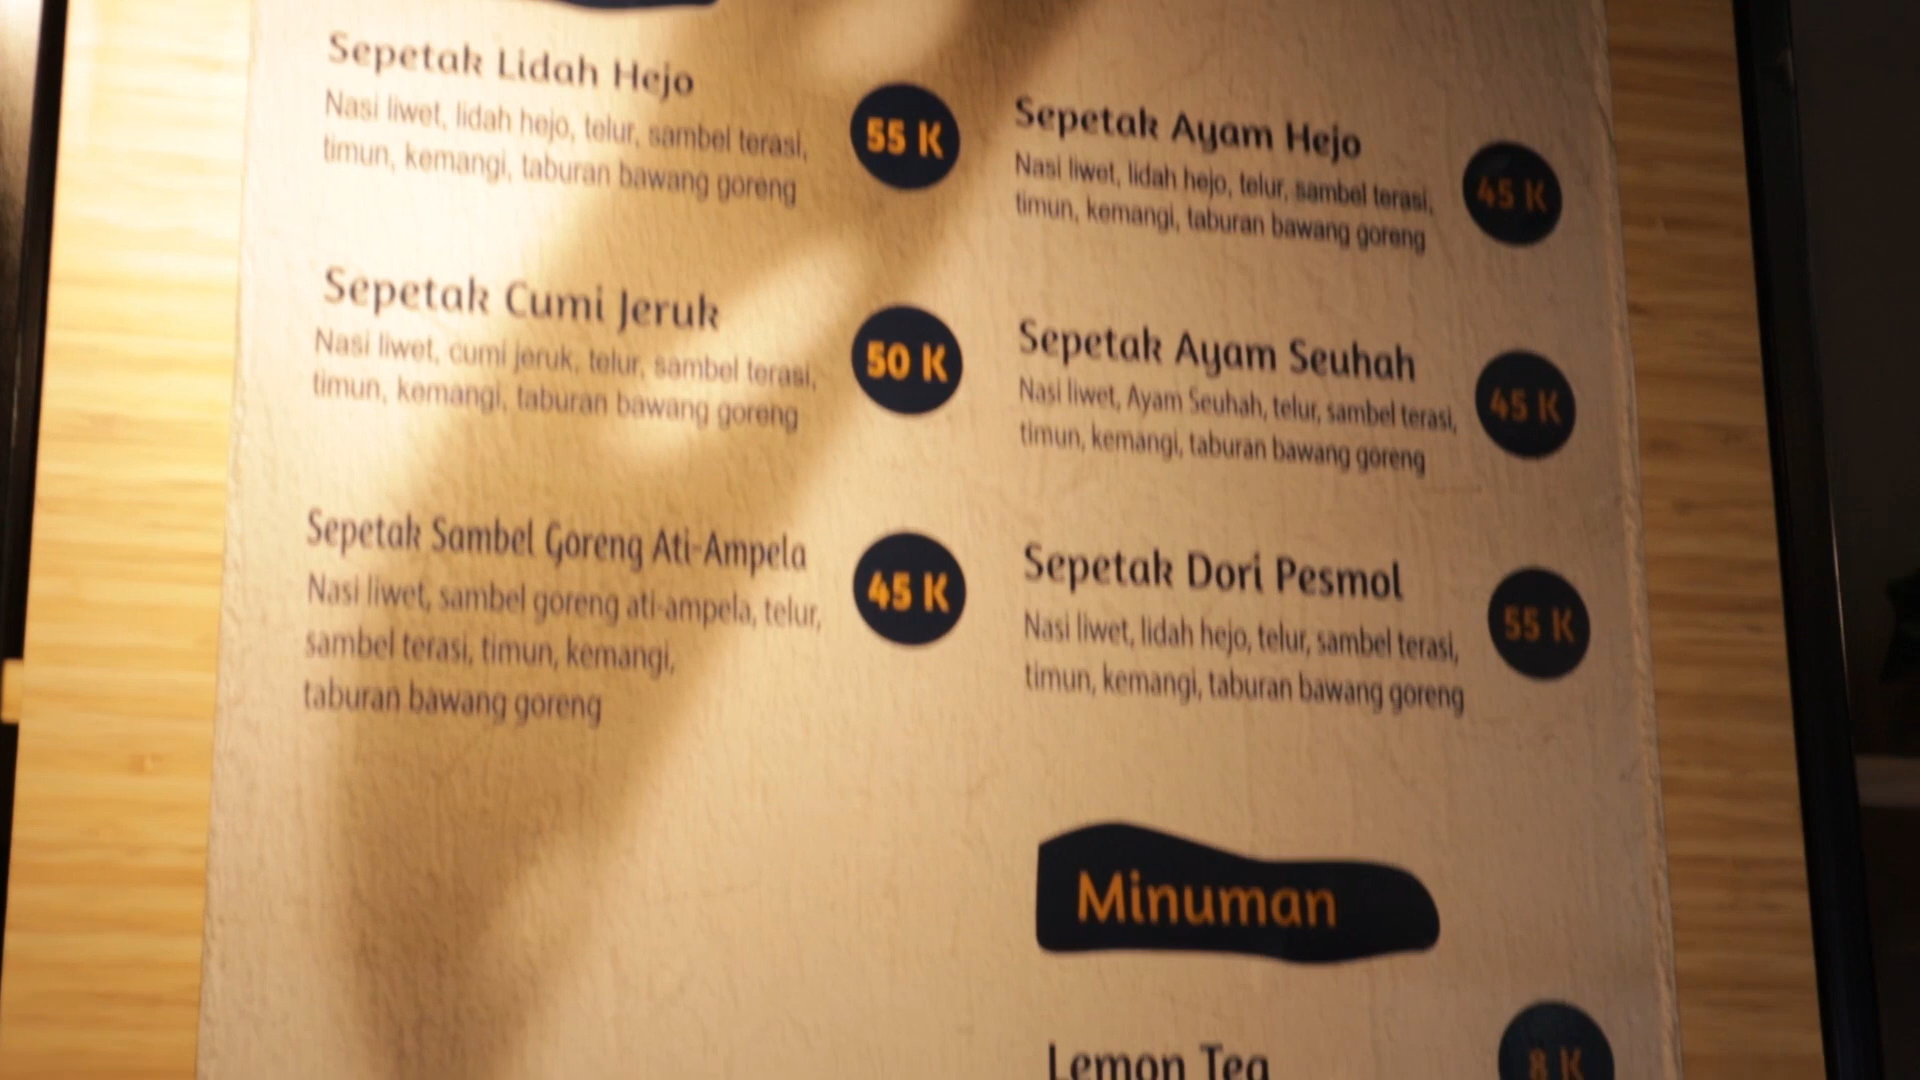 Sepetak Lidah Hejo
Nasi liwet, lidah hejo, telur, sambel terasi,
timun, kemangi, taburan bawang goreng
55 K
Sepetak Cumi Jeruk
Nasi liwet, cumi jeruk, telur, sambel terasi,
timun, kemangi, taburan bawang goreng
50 K
Sepetak Sambel Goreng Ati-Ampela
Nasi liwet, sambel goreng ati-ampela, telur,
sambel terasi, timun, kemangi,
taburan bawang goreng
45 K
Sepetak Ayam Hejo
Nasi liwet, lidah hejo, telur, sambel terasi,
timun, kemangi, taburan bawang goreng
45 K
Sepetak Ayam Seuhah
Nasi liwet, Ayam Seuhah, telur, sambel terasi,
timun, kemangi, taburan bawang goreng
45 K
Sepetak Dori Pesmol
Nasi liwet, lidah hejo, telur, sambel terasi,
timun, kemangi, taburan bawang goreng
55 K
Minuman
Lemon Tea
8 K